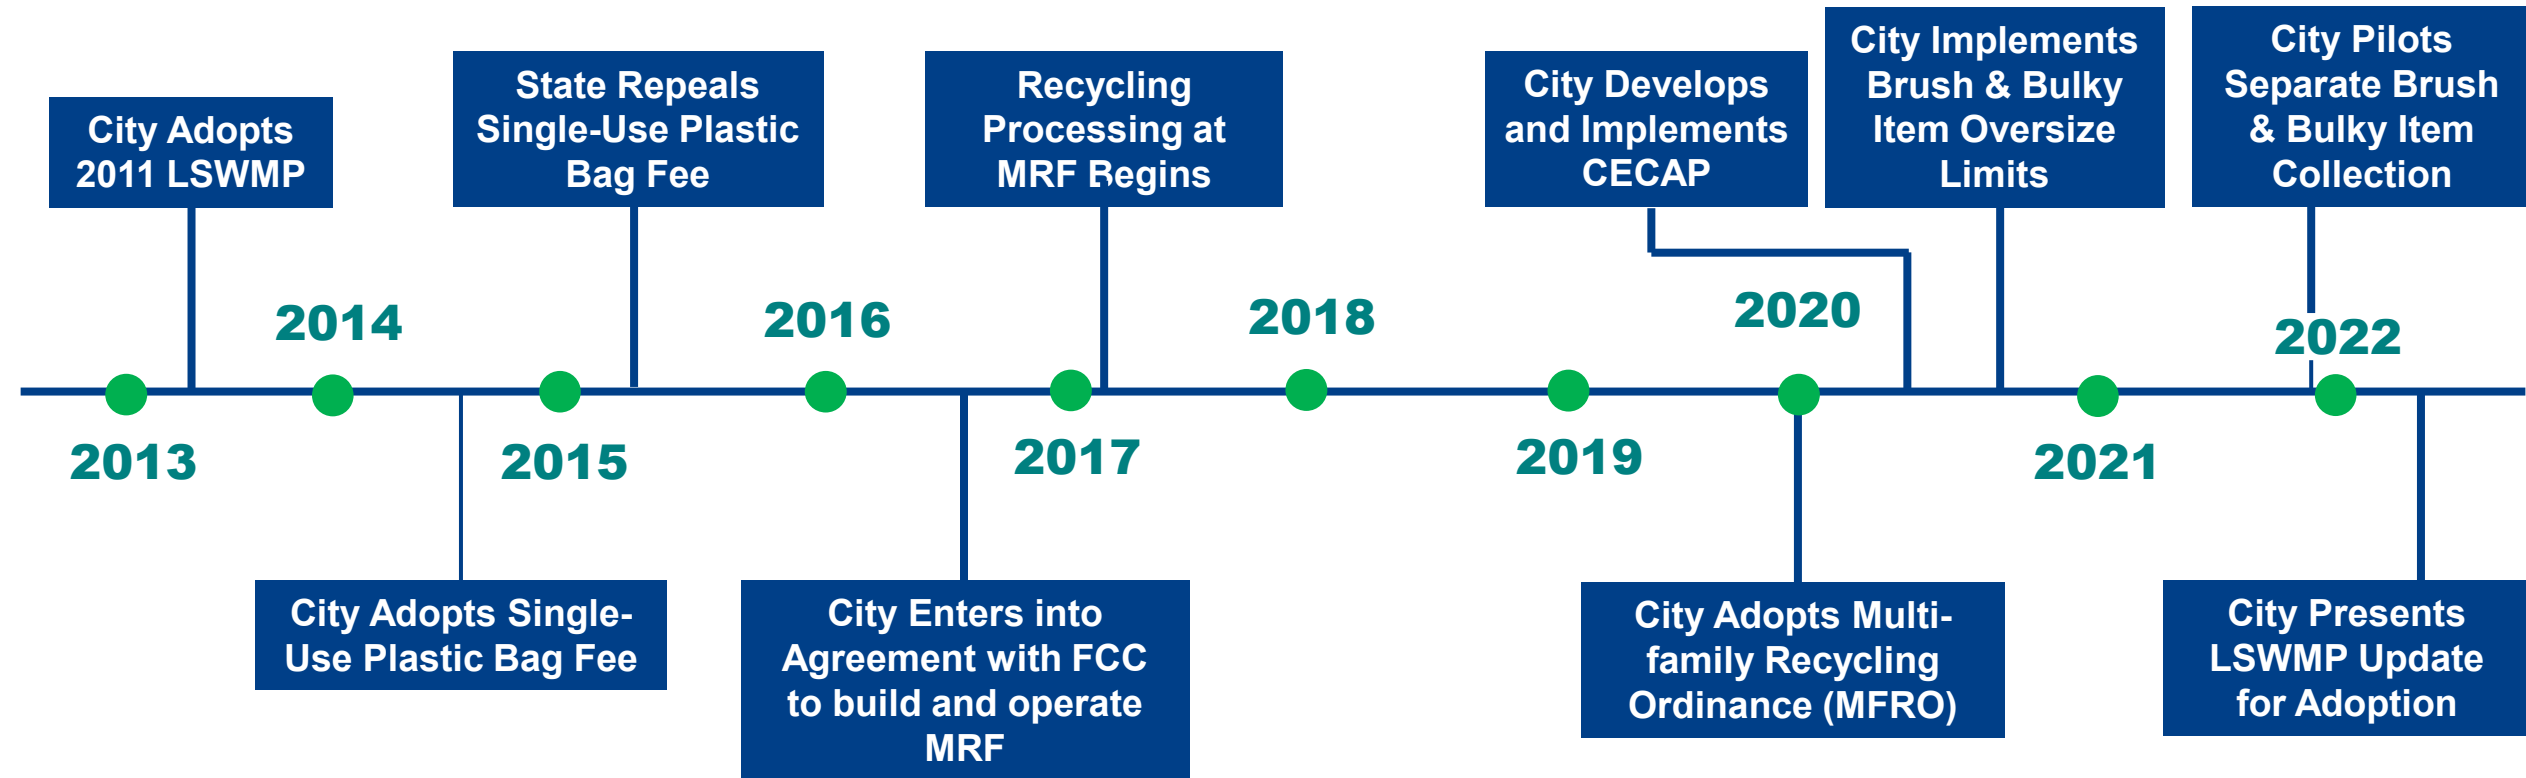 City Adopts
2011 LSWMP
State Repeals
Single-Use Plastic
Bag Fee
Recycling
Processing at
MRF Begins
City Develops
and Implements
CECAP
City Implements
Brush & Bulky
Item Oversize
Limits
City Pilots
Separate Brush
& Bulky Item
Collection
2014
2016
2018
2020
2022
2013
2015
2017
2019
2021
City Adopts Single-
Use Plastic Bag Fee
City Enters into
Agreement with FCC
to build and operate
MRF
City Adopts Multi-
family Recycling
Ordinance (MFRO)
City Presents
LSWMP Update
for Adoption